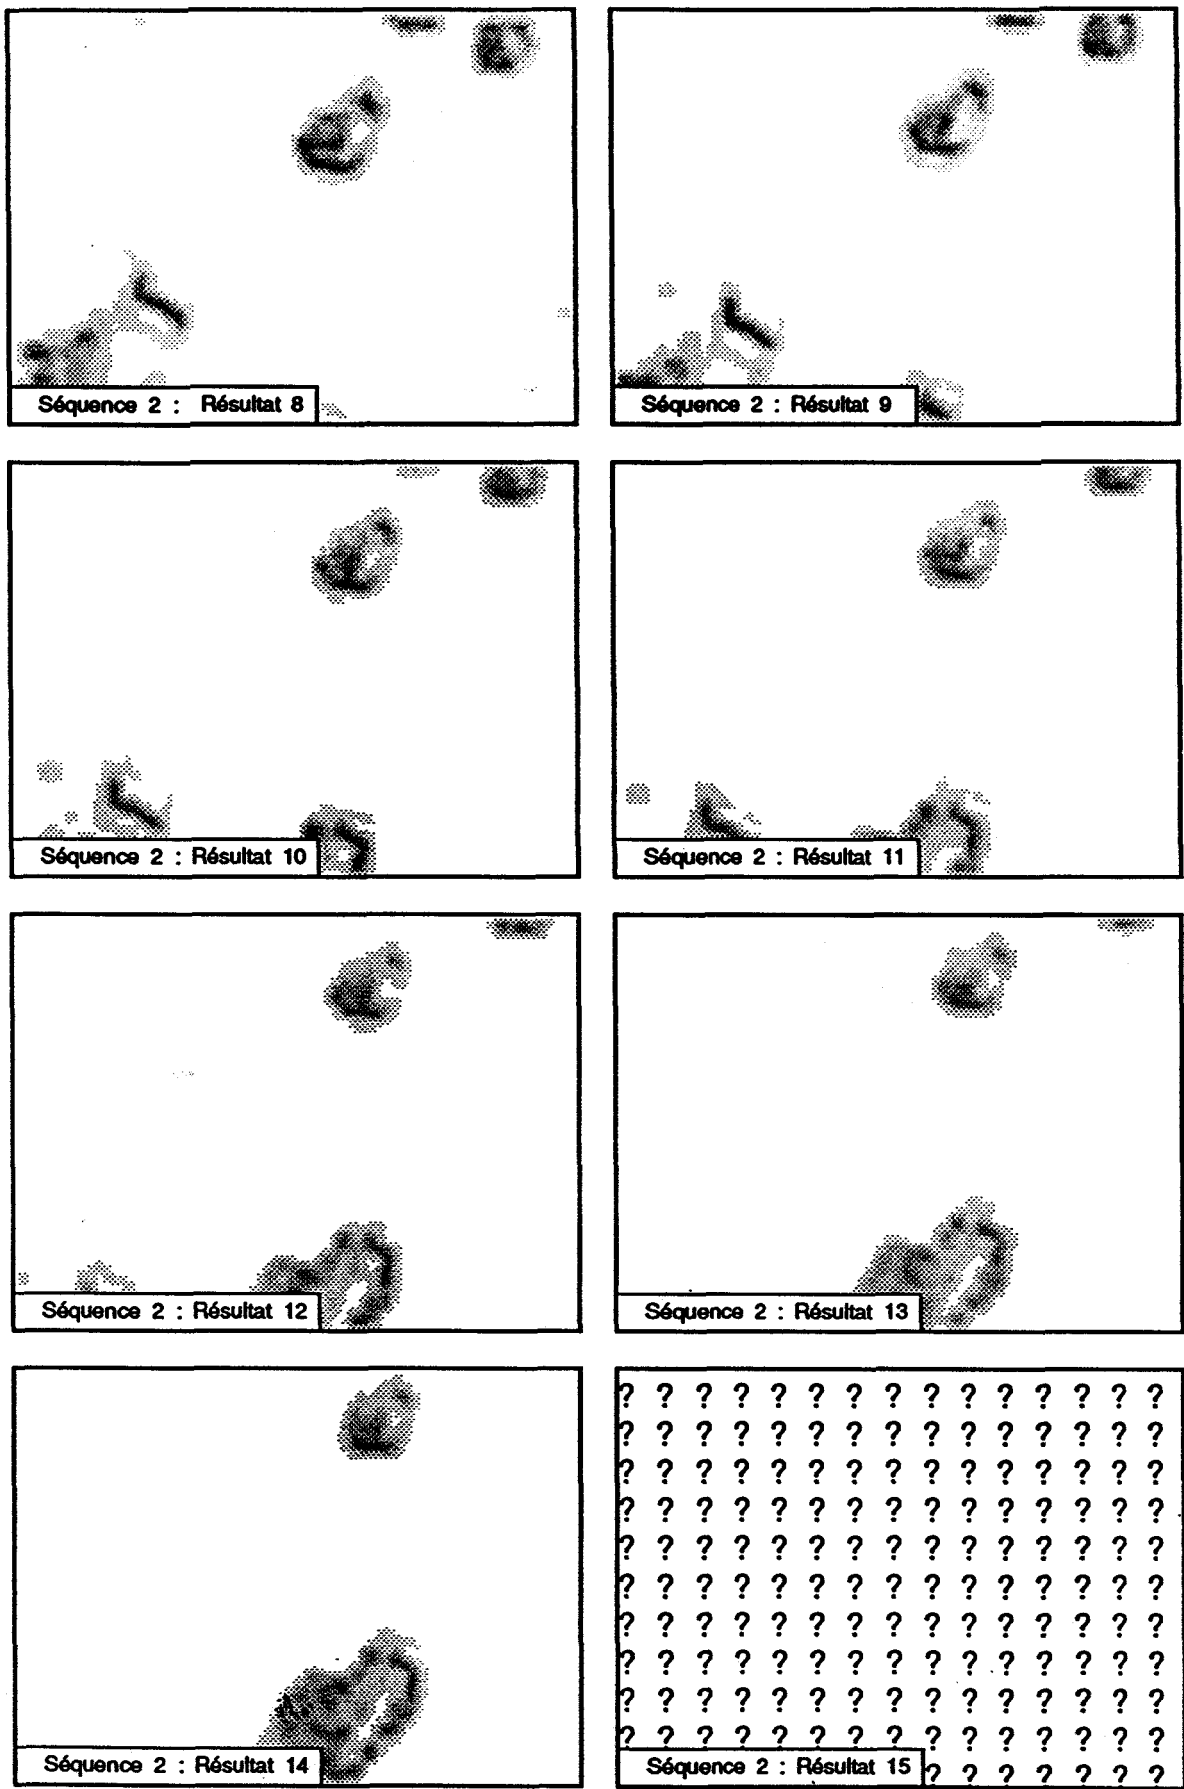 Séquence 2 : Résultat 8
Séquence 2 : Résultat 9
Séquence 2 : Résultat 10
Séquence 2 : Résultat 11
Séquence 2 : Résultat 12
Séquence 2 : Résultat 13
Séquence 2 : Résultat 14
? ? ? ? ? ? ? ? ? ? ? ? ? ? ?
? ? ? ? ? ? ? ? ? ? ? ? ? ? ?
? ? ? ? ? ? ? ? ? ? ? ? ? ? ?
? ? ? ? ? ? ? ? ? ? ? ? ? ? ?
? ? ? ? ? ? ? ? ? ? ? ? ? ? ?
? ? ? ? ? ? ? ? ? ? ? ? ? ? ?
? ? ? ? ? ? ? ? ? ? ? ? ? ? ?
? ? ? ? ? ? ? ? ? ? ? ? ? ? ?
? ? ? ? ? ? ? ? ? ? ? ? ? ? ?
? ? ? ? ? ? ? ? ? ? ? ? ? ? ?
Séquence 2 : Résultat 15 ? ? ? ? ? ? ?